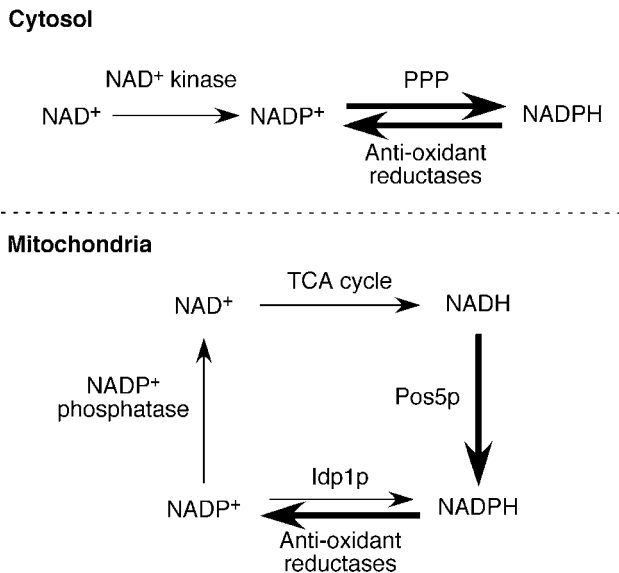 Cytosol
NAD⁺ kinase
PPP
NAD⁺
NADP⁺
NADPH
Anti-oxidant
reductases
Mitochondria
TCA cycle
NAD⁺
NADH
NADP⁺
phosphatase
Pos5p
Idp1p
NADP⁺
NADPH
Anti-oxidant
reductases